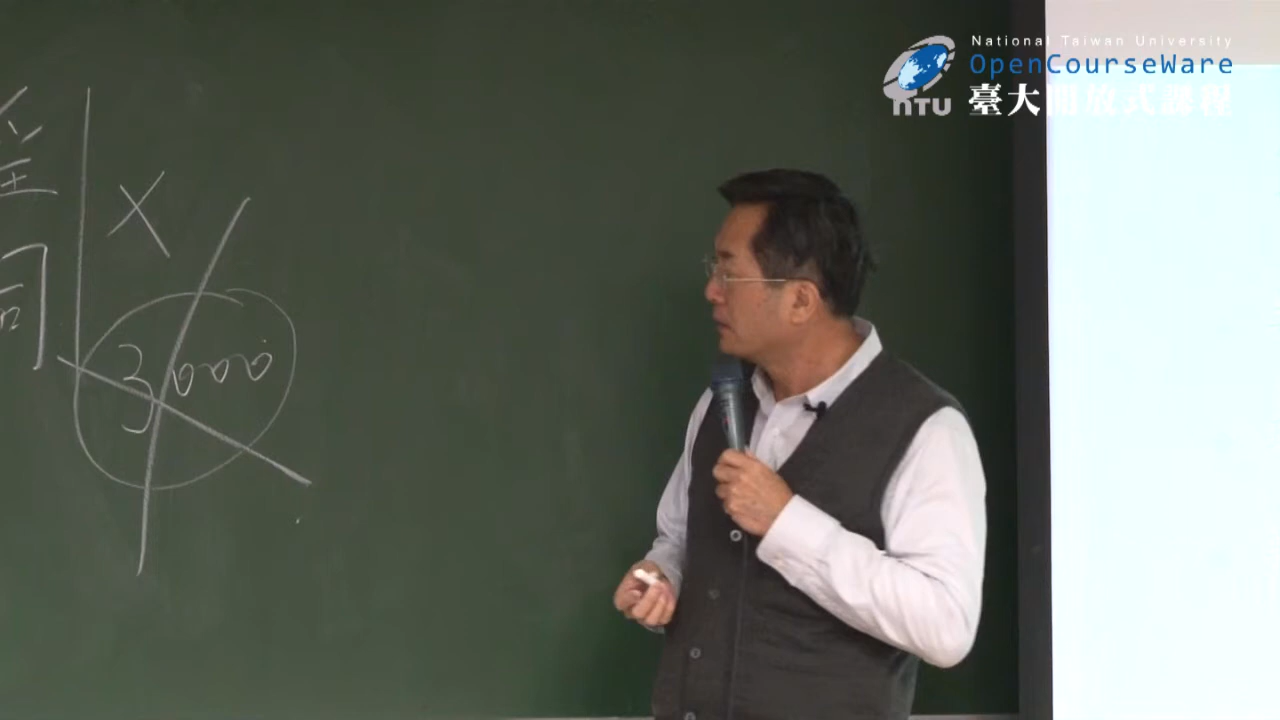 National Taiwan University
OpenCourseWare
NTU
臺大開放式課程
X
3000